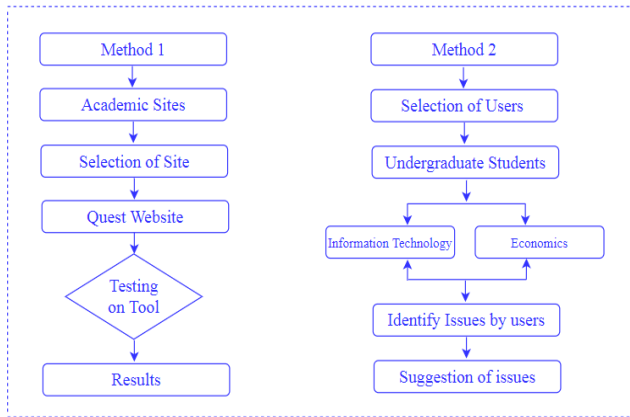 Method 1
Academic Sites
Selection of Site
Quest Website
Testing
on Tool
Results
Method 2
Selection of Users
Undergraduate Students
Information Technology
Economics
Identify Issues by users
Suggestion of issues